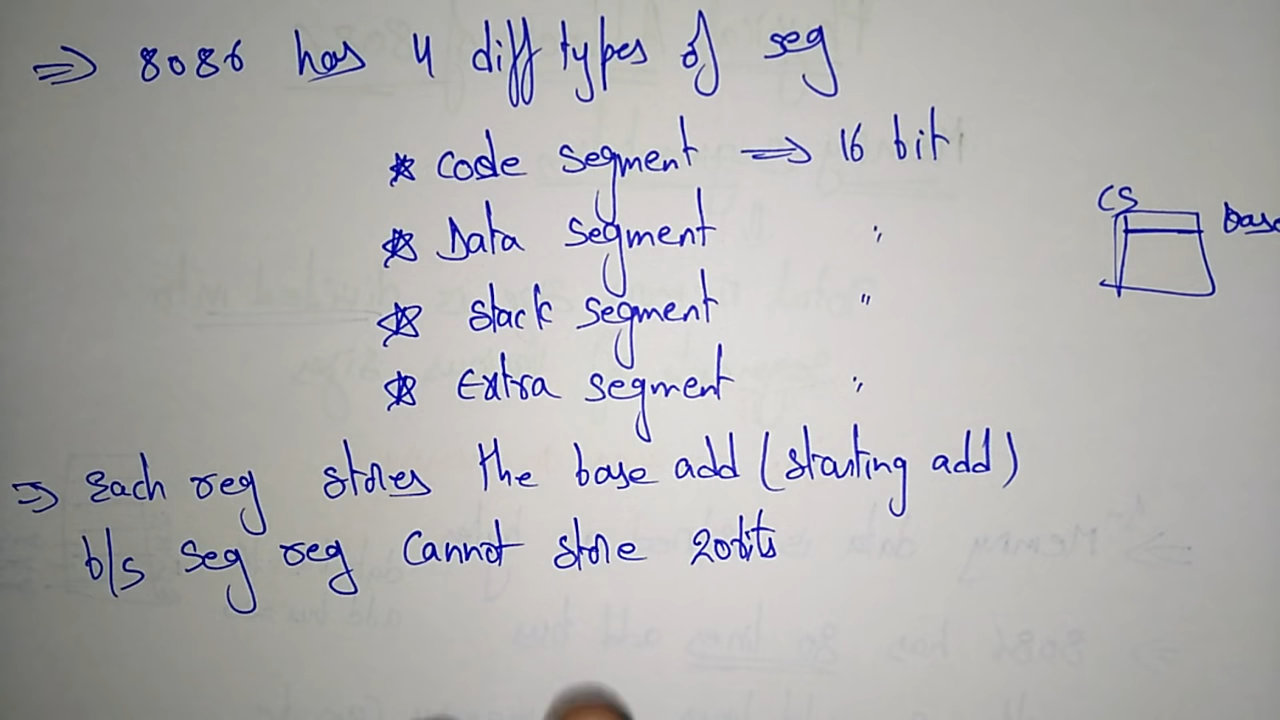 ⇒ 8086 has 4 diff types of seg
* Code segment ⇒ 16 bit
* Data segment "
* Stack segment "
* Extra segment "
CS
base
⇒ Each reg stores the base add (starting add)
b/s seg reg cannot store 20bits